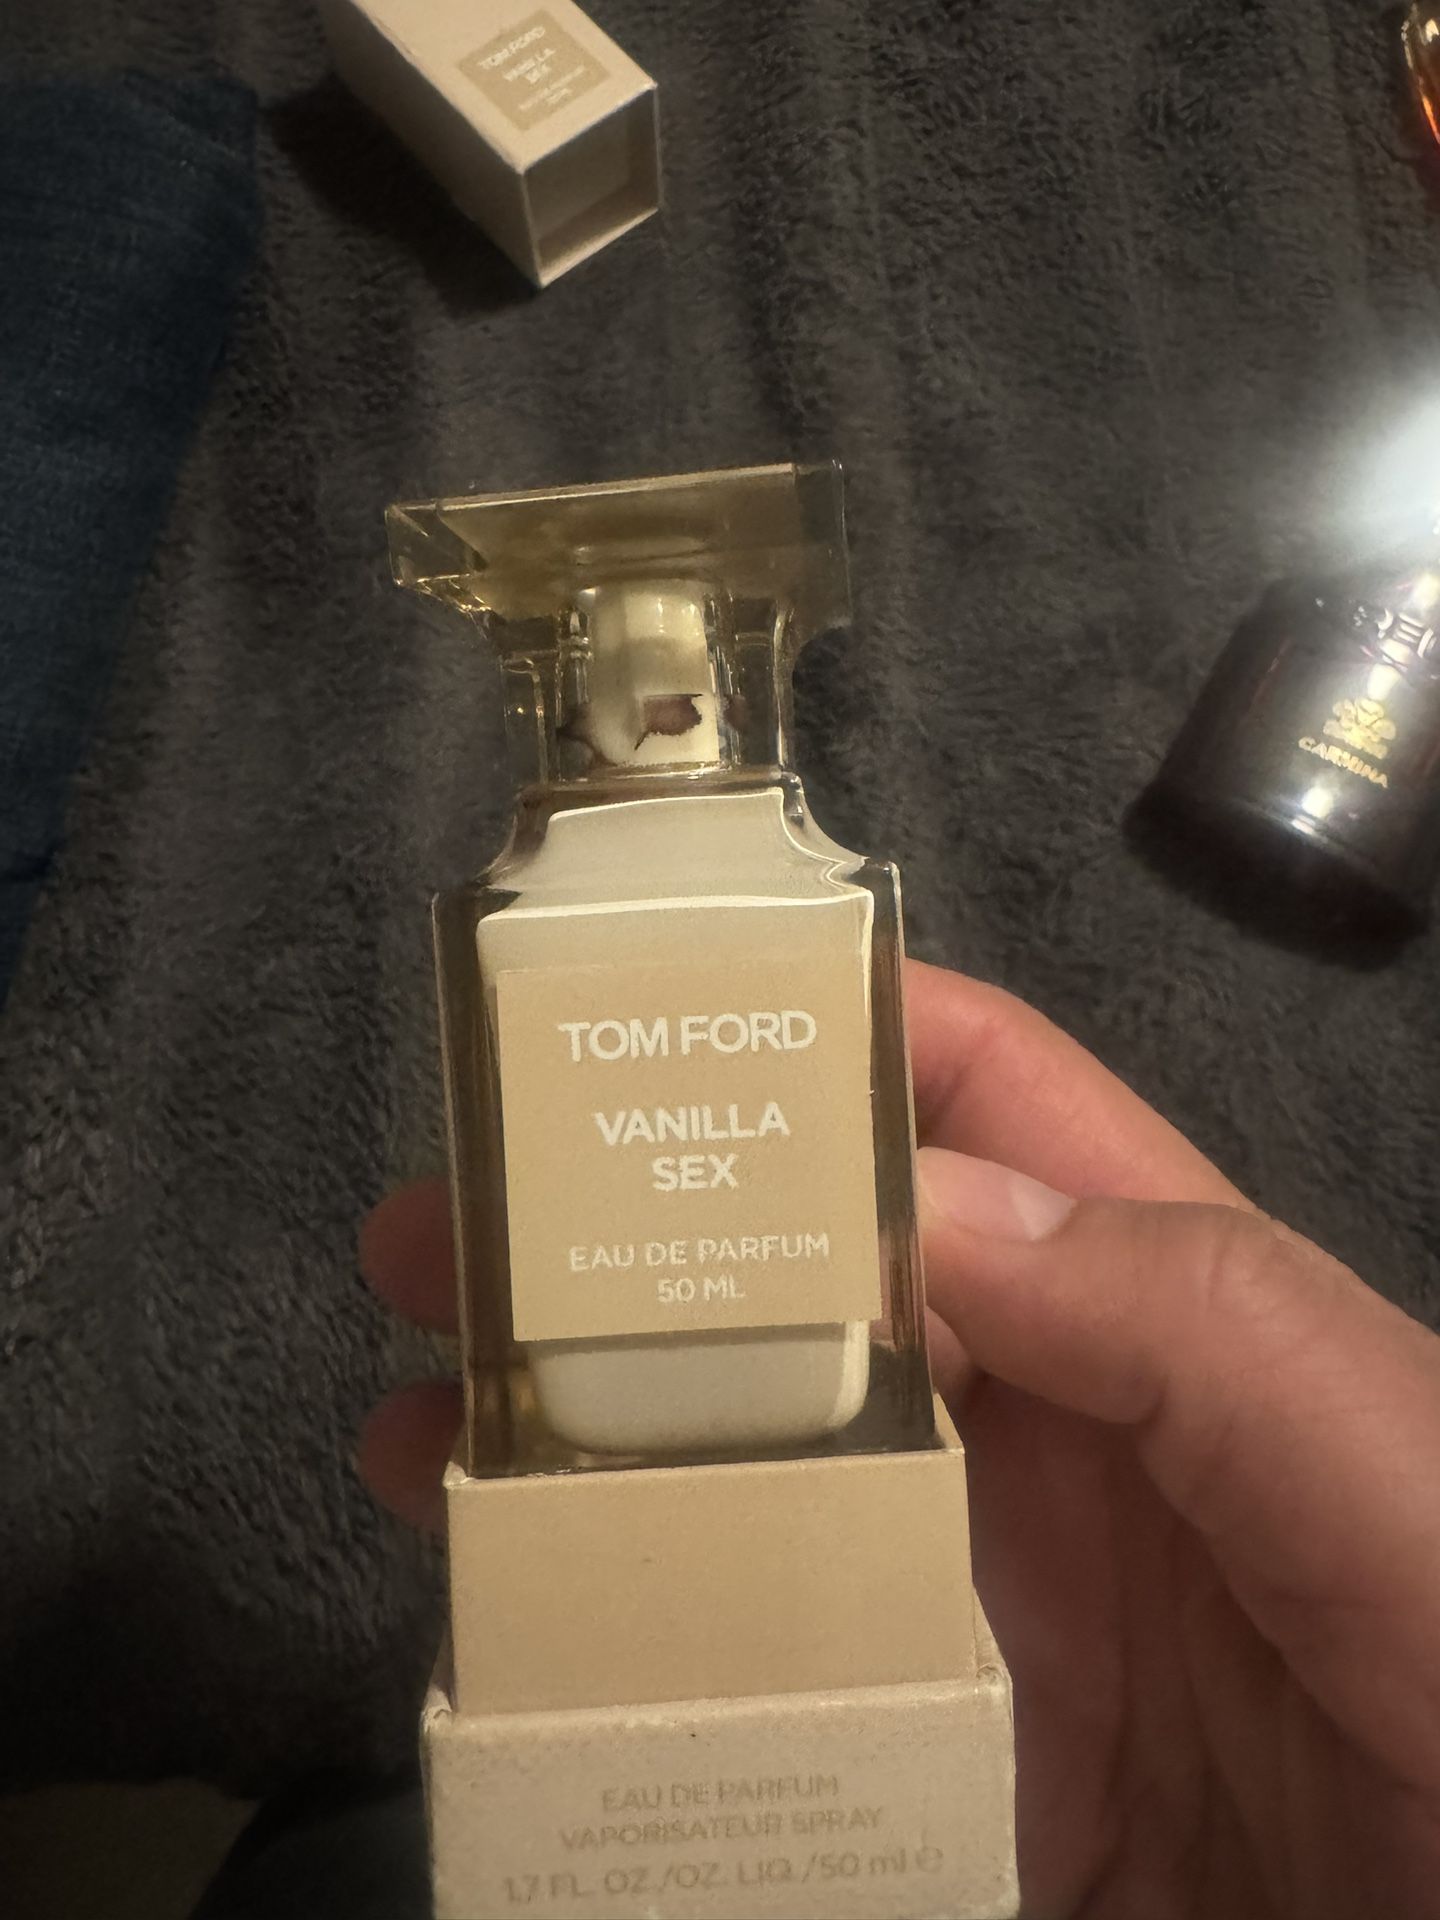 TOM FORD
VANILLA
SEX
TOM FORD
VANILLA
SEX
EAU DE PARFUM
50 ML
CARMINA
EAU DE PARFUM
VAPORISATEUR SPRAY
1.7 FL. OZ./OZ. LIQ./50 ml e